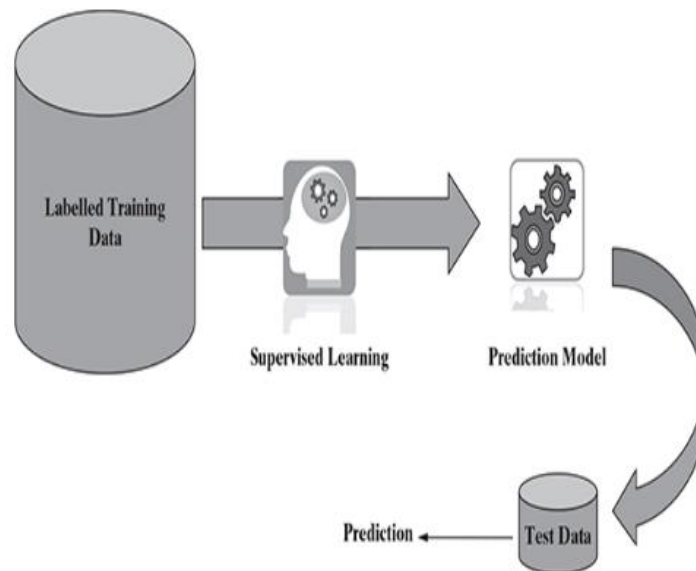 Labelled Training
Data
Supervised Learning
Prediction Model
Test Data
Prediction